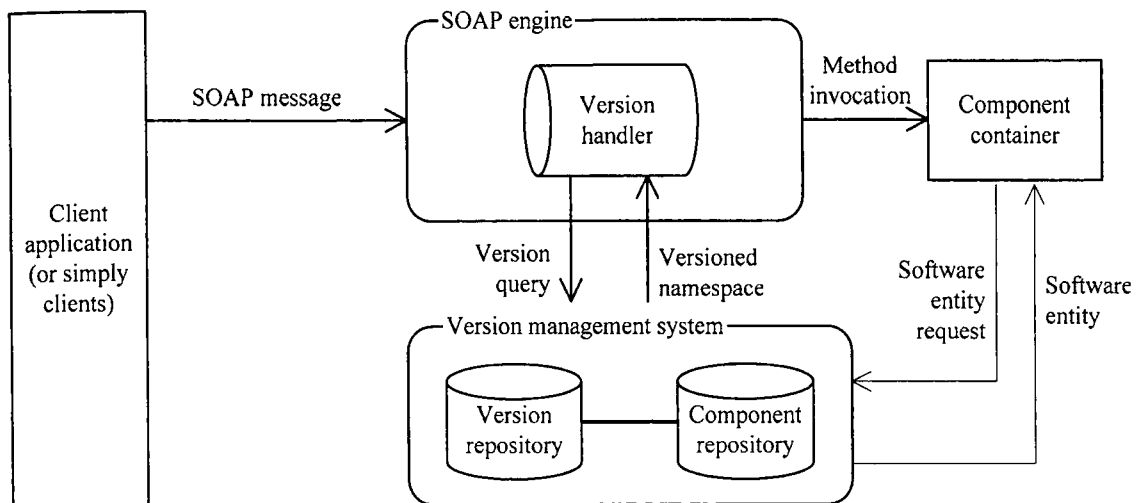 SOAP engine
SOAP message
Version
handler
Method
invocation
Component
container
Client
application
(or simply
clients)
Version
query
Versioned
namespace
Software
entity
request
Software
entity
Version management system
Version
repository
Component
repository